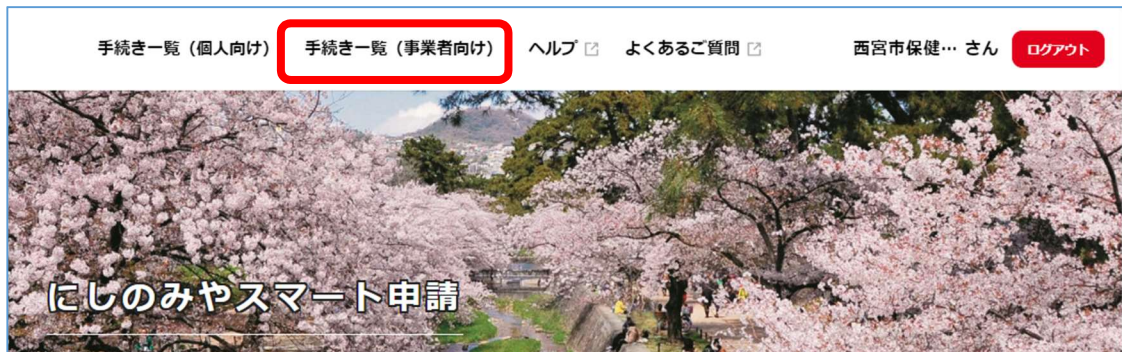 手続き一覧（個人向け） 手続き一覧（事業者向け） ヘルプ よくあるご質問 西宮市保健… さん ログアウト
にしのみやスマート申請